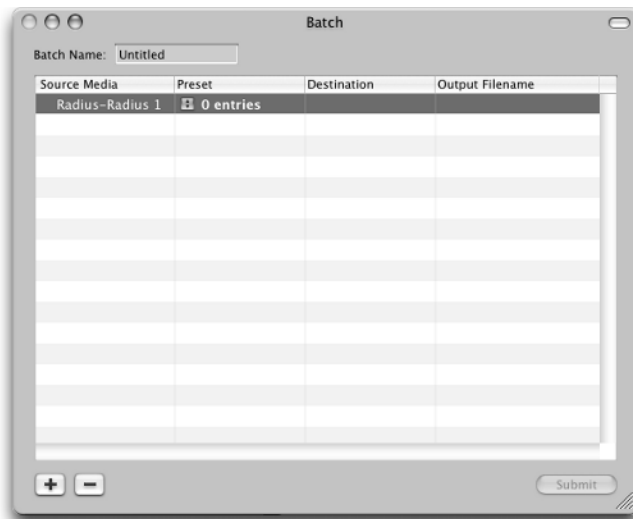 Batch
Batch Name: Untitled
Source Media Preset Destination Output Filename
Radius-Radius 1 0 entries
Submit